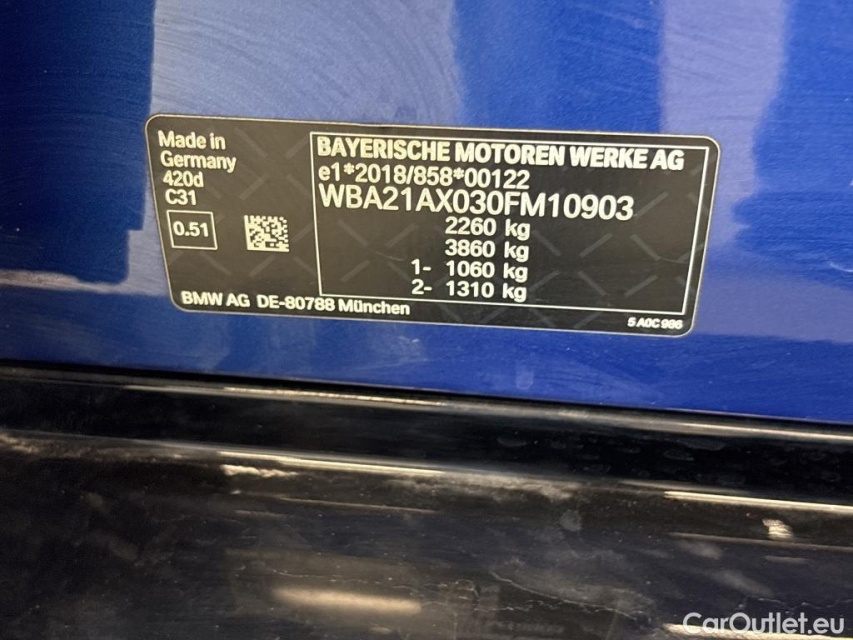 Made in
Germany
420d
C31
0.51
BAYERISCHE MOTOREN WERKE AG
e1*2018/858*00122
WBA21AX030FM10903
2260 kg
3860 kg
1- 1060 kg
2- 1310 kg
BMW AG DE-80788 München
5 A0C 986
CarOutlet.eu